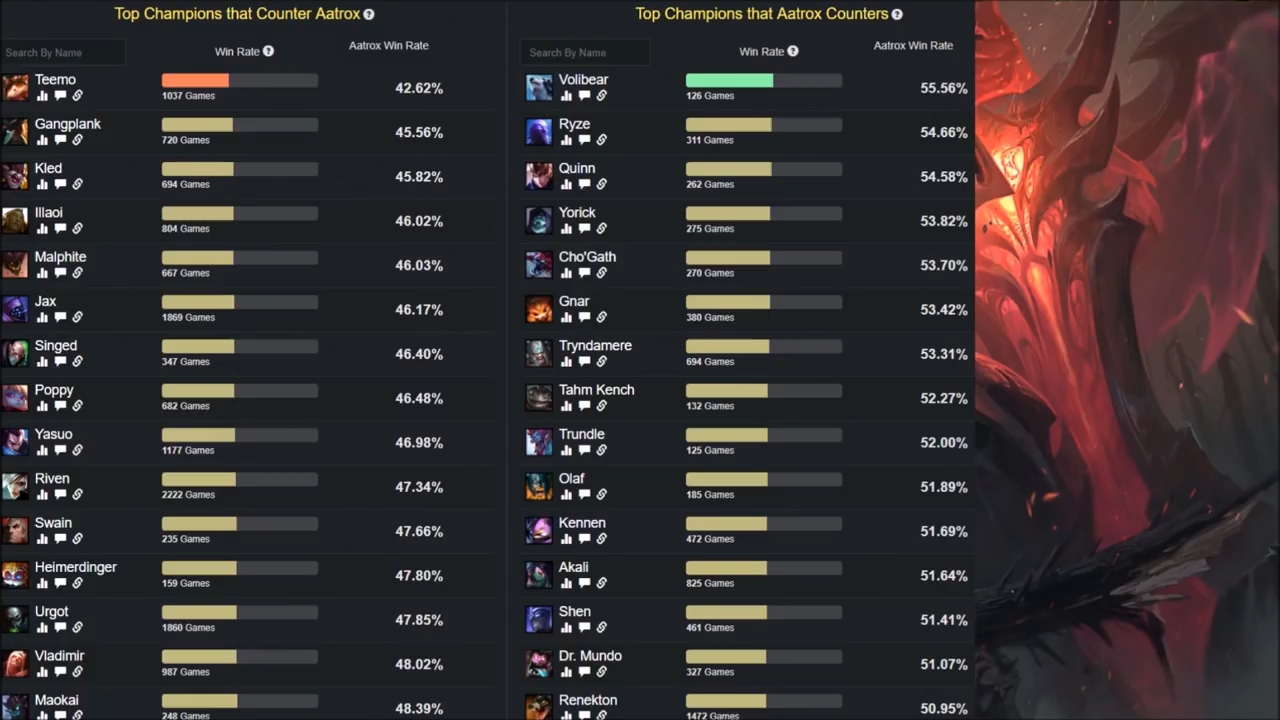 Top Champions that Counter Aatrox ?
Search By Name
Win Rate ?
Aatrox Win Rate
Teemo
1037 Games
42.62%
Gangplank
720 Games
45.56%
Kled
694 Games
45.82%
Illaoi
804 Games
46.02%
Malphite
667 Games
46.03%
Jax
1869 Games
46.17%
Singed
347 Games
46.40%
Poppy
682 Games
46.48%
Yasuo
1177 Games
46.98%
Riven
2222 Games
47.34%
Swain
235 Games
47.66%
Heimerdinger
159 Games
47.80%
Urgot
1860 Games
47.85%
Vladimir
987 Games
48.02%
Maokai
248 Games
48.39%
Top Champions that Aatrox Counters ?
Search By Name
Win Rate ?
Aatrox Win Rate
Volibear
126 Games
55.56%
Ryze
311 Games
54.66%
Quinn
262 Games
54.58%
Yorick
275 Games
53.82%
Cho'Gath
270 Games
53.70%
Gnar
380 Games
53.42%
Tryndamere
694 Games
53.31%
Tahm Kench
132 Games
52.27%
Trundle
125 Games
52.00%
Olaf
185 Games
51.89%
Kennen
472 Games
51.69%
Akali
825 Games
51.64%
Shen
461 Games
51.41%
Dr. Mundo
327 Games
51.07%
Renekton
1472 Games
50.95%